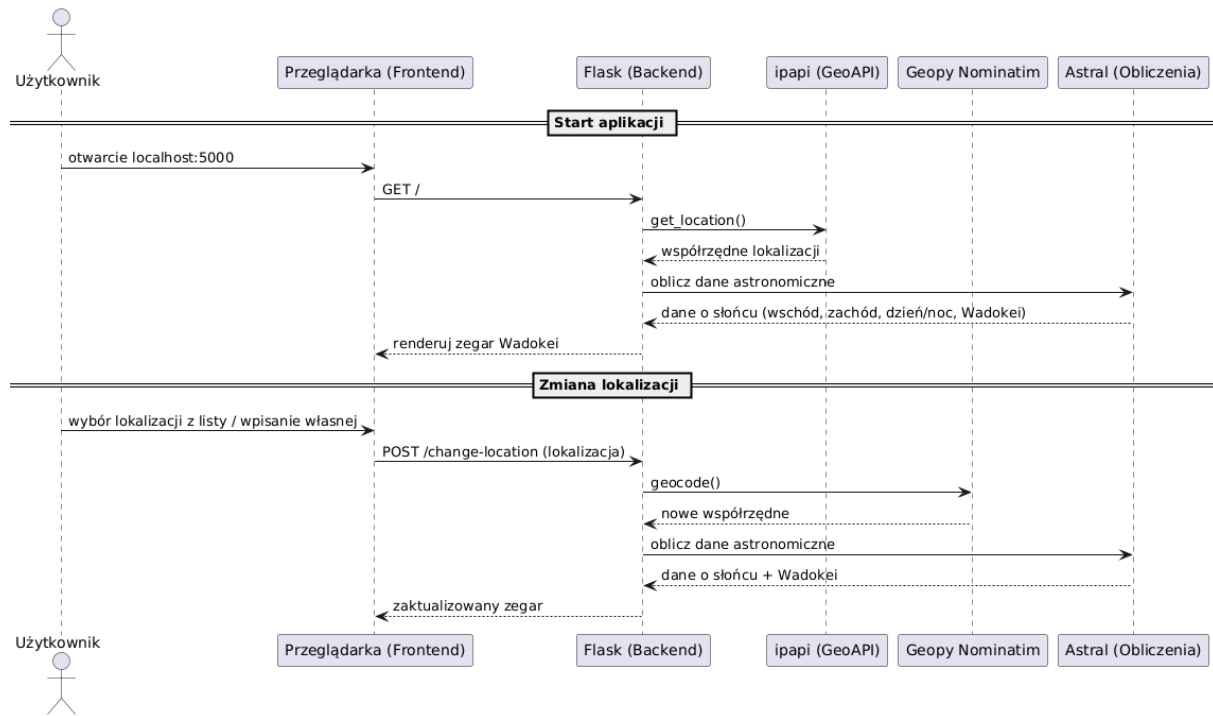 Użytkownik
Przeglądarka (Frontend)
Flask (Backend)
ipapi (GeoAPI)
Geopy Nominatim
Astral (Obliczenia)
Start aplikacji
otwarcie localhost:5000
GET /
get_location()
współrzędne lokalizacji
oblicz dane astronomiczne
dane o słońcu (wschód, zachód, dzień/noc, Wadokei)
renderuj zegar Wadokei
Zmiana lokalizacji
wybór lokalizacji z listy / wpisanie własnej
POST /change-location (lokalizacja)
geocode()
nowe współrzędne
oblicz dane astronomiczne
dane o słońcu + Wadokei
zaktualizowany zegar
Użytkownik
Przeglądarka (Frontend)
Flask (Backend)
ipapi (GeoAPI)
Geopy Nominatim
Astral (Obliczenia)